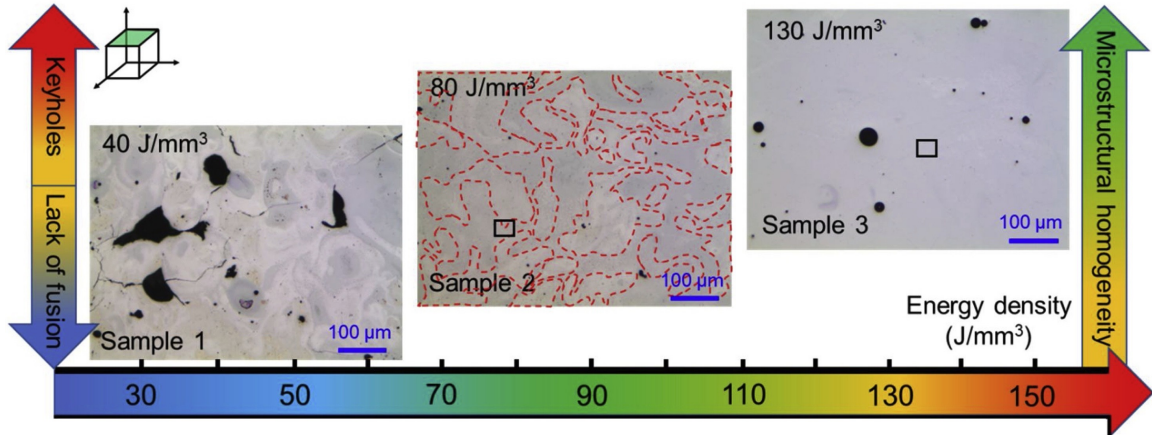 Keyholes
Lack of fusion
40 J/mm³
Sample 1
100 µm
80 J/mm³
Sample 2
100 µm
130 J/mm³
Sample 3
100 µm
Microstructural homogeneity
Energy density
(J/mm³)
30 50 70 90 110 130 150